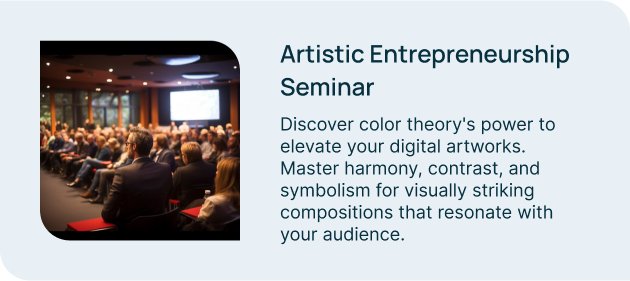 Artistic Entrepreneurship
Seminar
Discover color theory's power to
elevate your digital artworks.
Master harmony, contrast, and
symbolism for visually striking
compositions that resonate with
your audience.